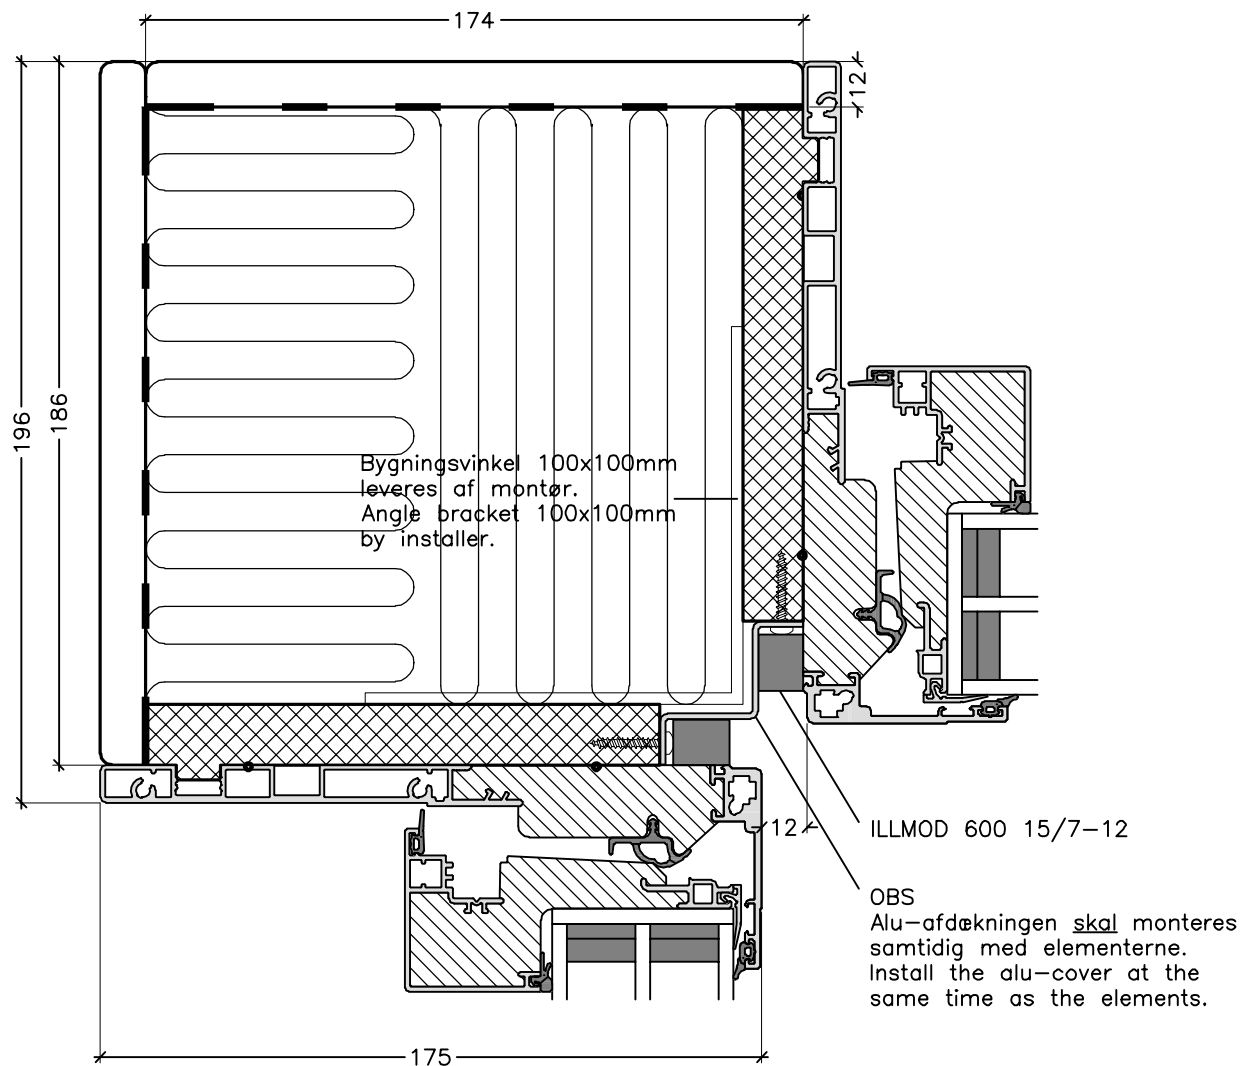 174
12
196
186
Bygningsvinkel 100x100mm
leveres af montør.
Angle bracket 100x100mm
by installer.
12
ILLMOD 600 15/7-12
OBS
Alu-afdækningen skal monteres
samtidig med elementerne.
Install the alu-cover at the
same time as the elements.
175